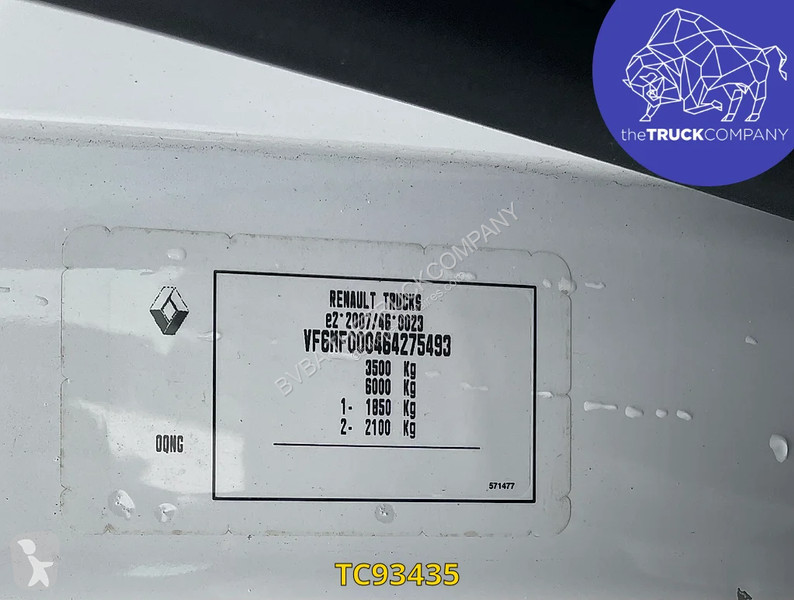 theTRUCKCOMPANY
RENAULT TRUCKS
e2*2007/46*0023
VF6MF000464275493
3500 Kg
6000 Kg
1- 1850 Kg
2- 2100 Kg
OQNG
571477
TC93435